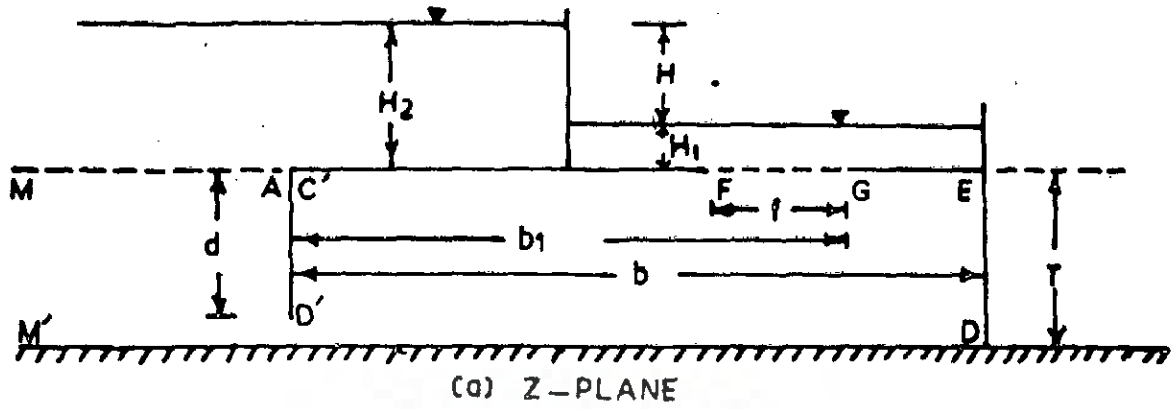 H₂
H
H₁
M A C' F G E
d f
b₁
b T
D'
M' D
(a) Z-PLANE